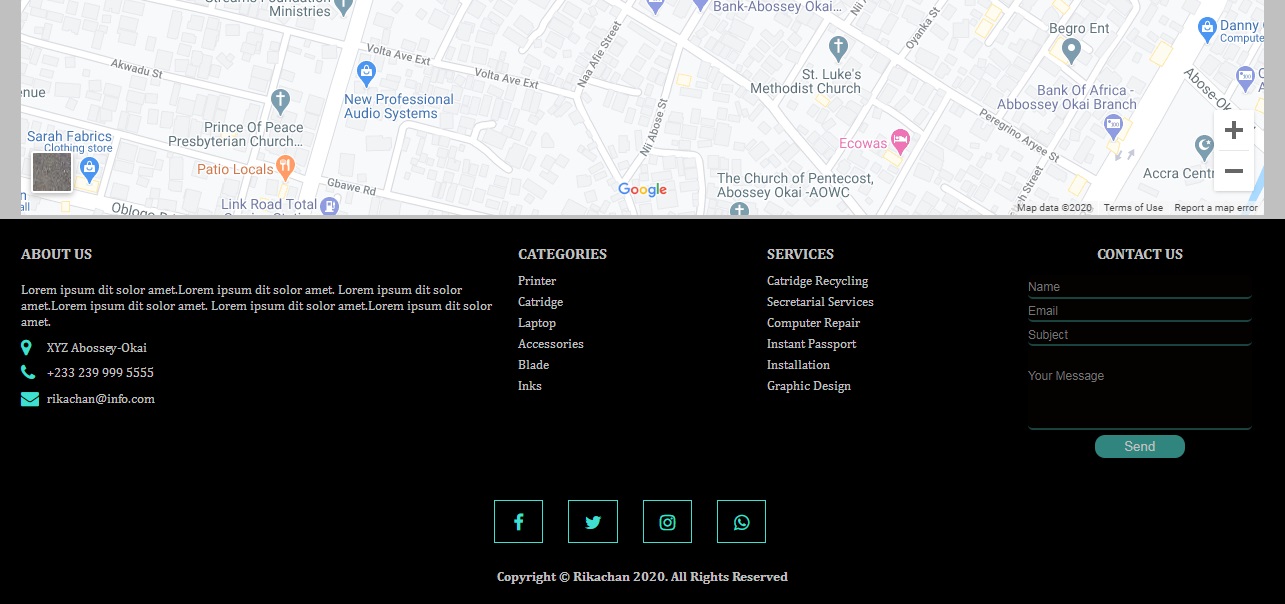 Streams Foundation
Ministries
Bank-Abossey Okai...
Nii
Oyanka St
Danny
Compute
Begro Ent
Volta Ave Ext
Volta Ave Ext
Naa Afie Street
Akwadu St
St. Luke's
Methodist Church
enue
New Professional
Audio Systems
Bank Of Africa -
Abbossey Okai Branch
Abose-Ok
Nii Abose St
Peregrino Aryee St
Prince Of Peace
Presbyterian Church...
Sarah Fabrics
Clothing store
Ecowas
Patio Locals
Gbawe Rd
Google
The Church of Pentecost,
Abossey Okai -AOWC
Accra Centr
Link Road Total
Oblogo
Street
Map data ©2020 Terms of Use Report a map error
ABOUT US
Lorem ipsum dit solor amet.Lorem ipsum dit solor amet. Lorem ipsum dit solor
amet.Lorem ipsum dit solor amet. Lorem ipsum dit solor amet.Lorem ipsum dit solor
amet.
XYZ Abossey-Okai
+233 239 999 5555
rikachan@info.com
CATEGORIES
Printer
Catridge
Laptop
Accessories
Blade
Inks
SERVICES
Catridge Recycling
Secretarial Services
Computer Repair
Instant Passport
Installation
Graphic Design
CONTACT US
Name
Email
Subject
Your Message
Send
Copyright © Rikachan 2020. All Rights Reserved